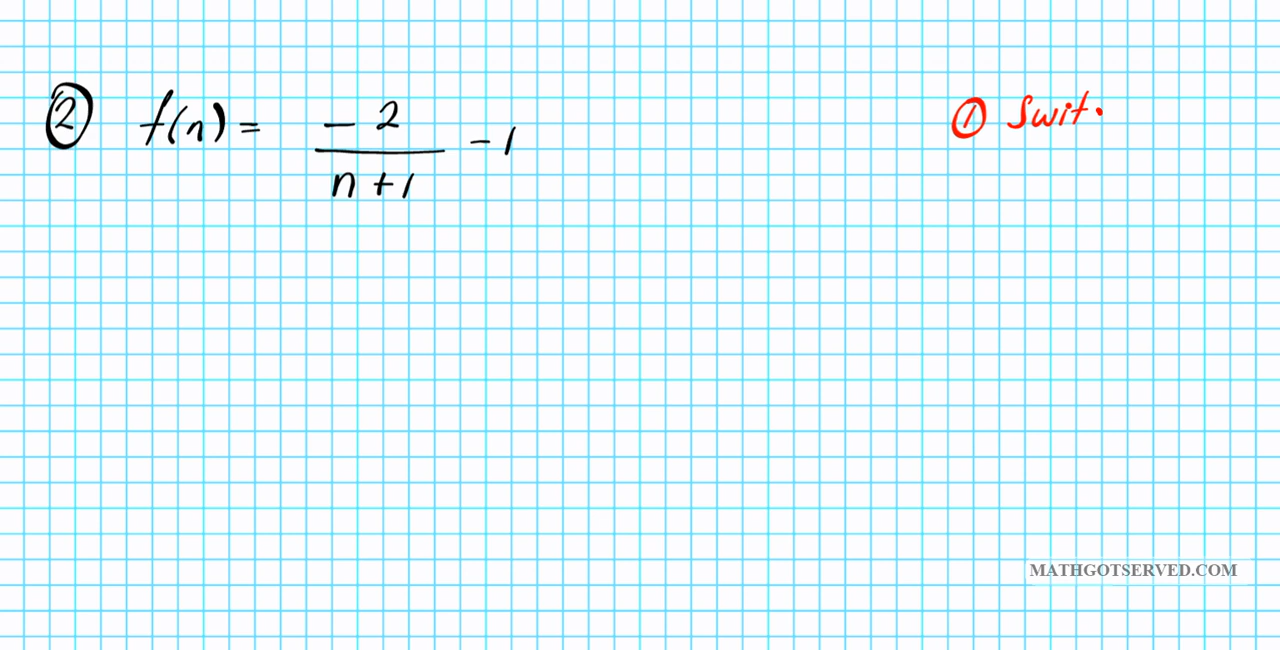 ② f(n) = -2/(n+1) - 1
① Swit
MATHGOTSERVED.COM